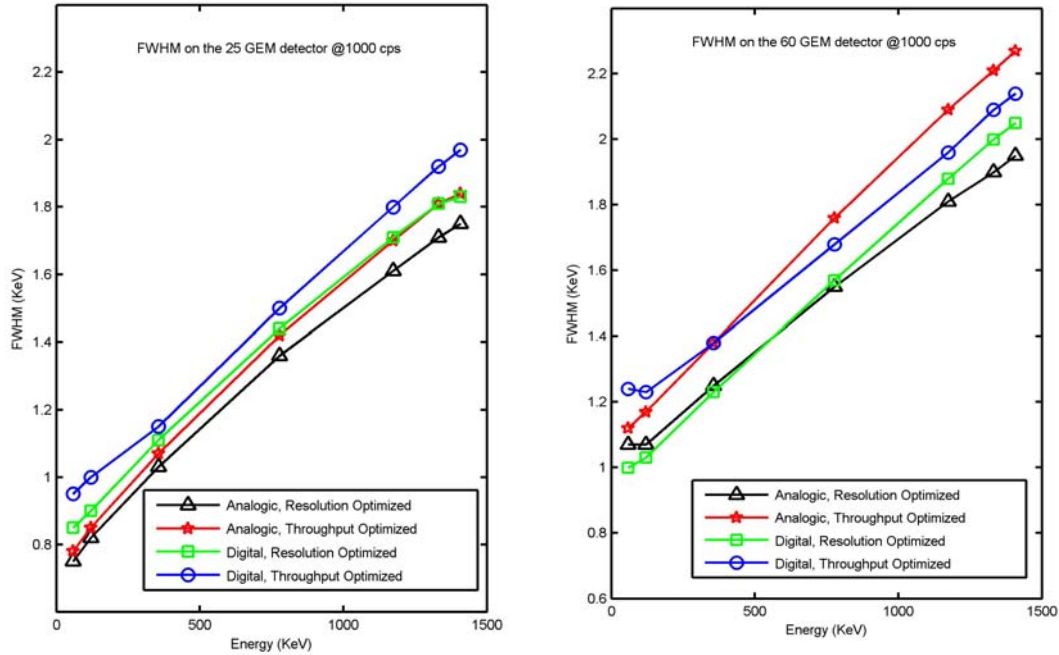 FWHM on the 25 GEM detector @1000 cps
2.2
2
1.8
1.6
1.4
1.2
1
0.8
FWHM (KeV)
0
500
1000
1500
Energy (KeV)
Analogic, Resolution Optimized
Analogic, Throughput Optimized
Digital, Resolution Optimized
Digital, Throughput Optimized
FWHM on the 60 GEM detector @1000 cps
2.2
2
1.8
1.6
1.4
1.2
1
0.8
0.6
FWHM (KeV)
0
500
1000
1500
Energy (KeV)
Analogic, Resolution Optimized
Analogic, Throughput Optimized
Digital, Resolution Optimized
Digital, Throughput Optimized